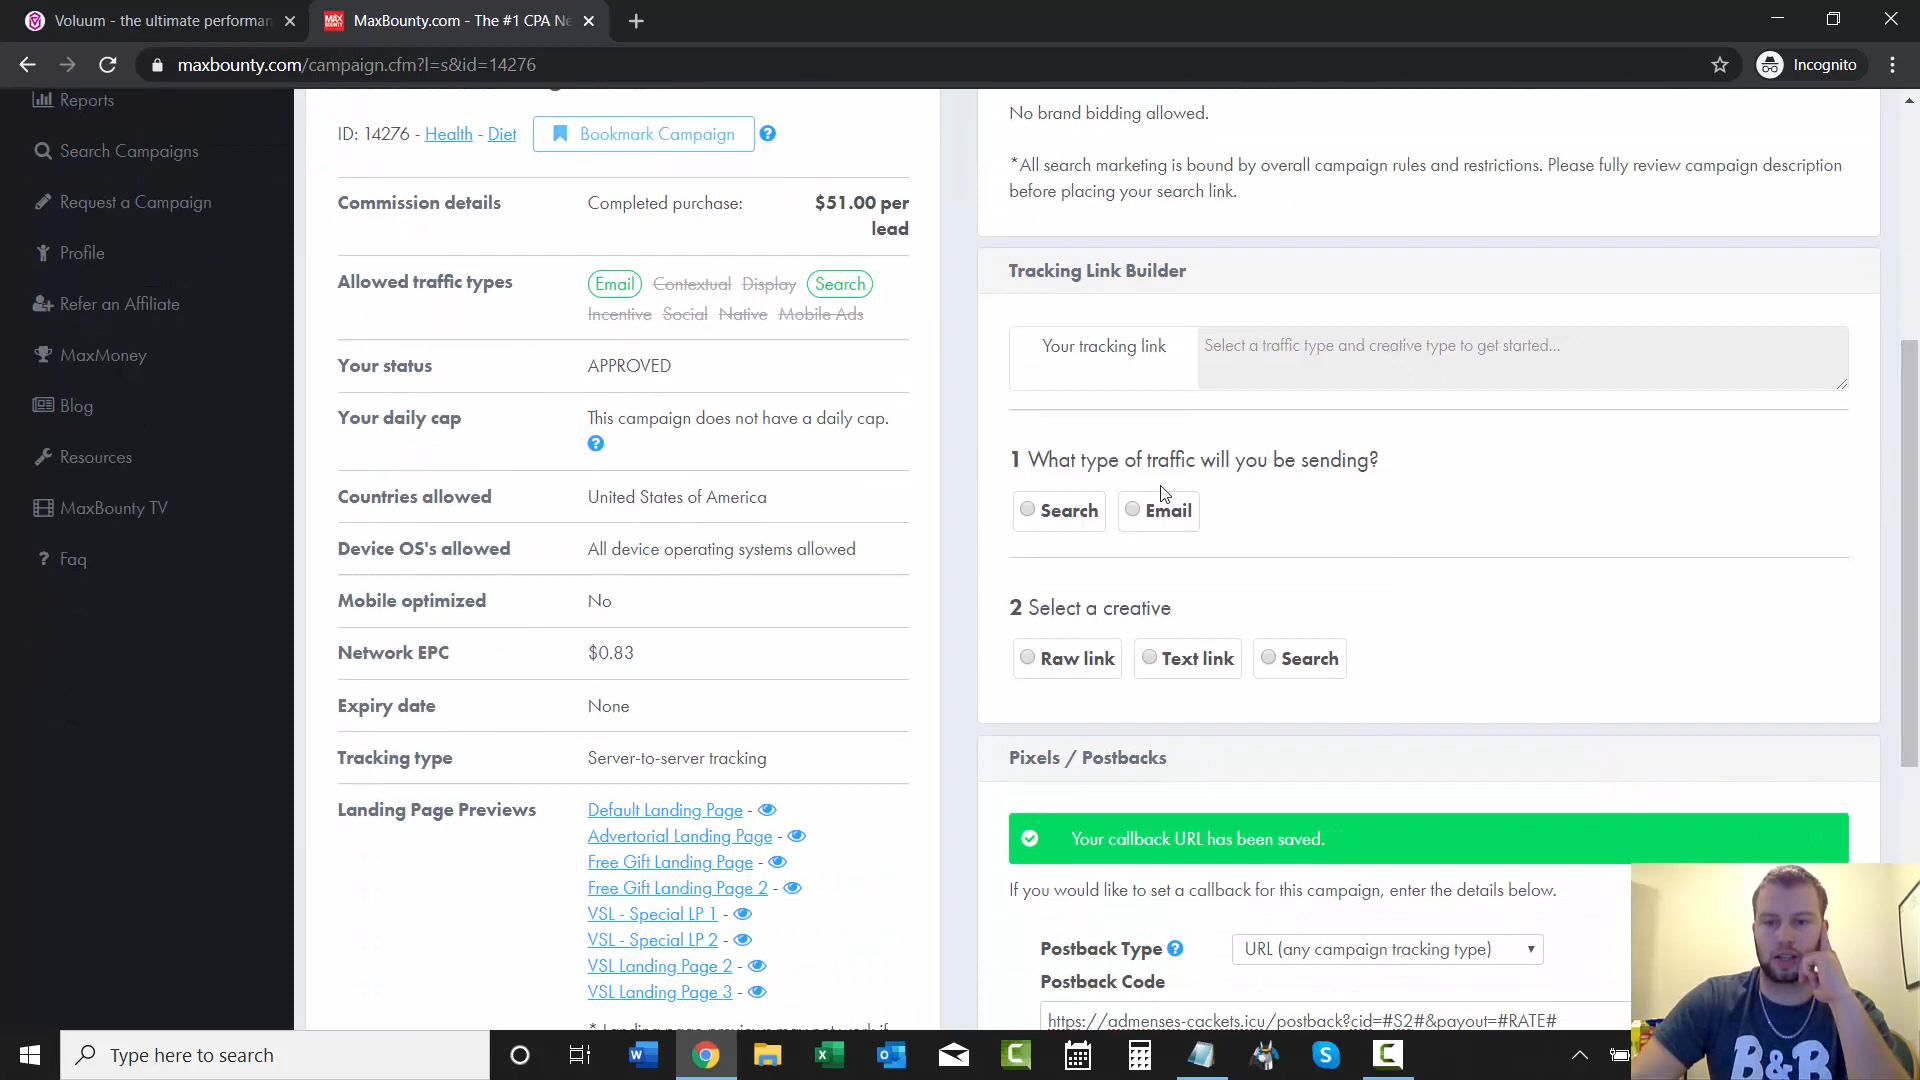 Voluum - the ultimate performan
MaxBounty.com - The #1 CPA Ne
maxbounty.com/campaign.cfm?l=s&id=14276
Incognito
Reports
Search Campaigns
Request a Campaign
Profile
Refer an Affiliate
MaxMoney
Blog
Resources
MaxBounty TV
? Faq
ID: 14276 - Health - Diet
Bookmark Campaign
Commission details
Completed purchase:
$51.00 per
lead
Allowed traffic types
Email Contextual Display Search
Incentive Social Native Mobile Ads
Your status
APPROVED
Your daily cap
This campaign does not have a daily cap.
Countries allowed
United States of America
Device OS's allowed
All device operating systems allowed
Mobile optimized
No
Network EPC
$0.83
Expiry date
None
Tracking type
Server-to-server tracking
Landing Page Previews
Default Landing Page -
Advertorial Landing Page -
Free Gift Landing Page -
Free Gift Landing Page 2 -
VSL - Special LP 1 -
VSL - Special LP 2 -
VSL Landing Page 2 -
VSL Landing Page 3 -
* Landing page previews may not work if
No brand bidding allowed.
*All search marketing is bound by overall campaign rules and restrictions. Please fully review campaign description
before placing your search link.
Tracking Link Builder
Your tracking link
Select a traffic type and creative type to get started...
1 What type of traffic will you be sending?
Search
Email
2 Select a creative
Raw link
Text link
Search
Pixels / Postbacks
Your callback URL has been saved.
If you would like to set a callback for this campaign, enter the details below.
Postback Type
URL (any campaign tracking type)
Postback Code
https://admenses-cackets.icu/postback?cid=#S2#&payout=#RATE#
B&B
Type here to search